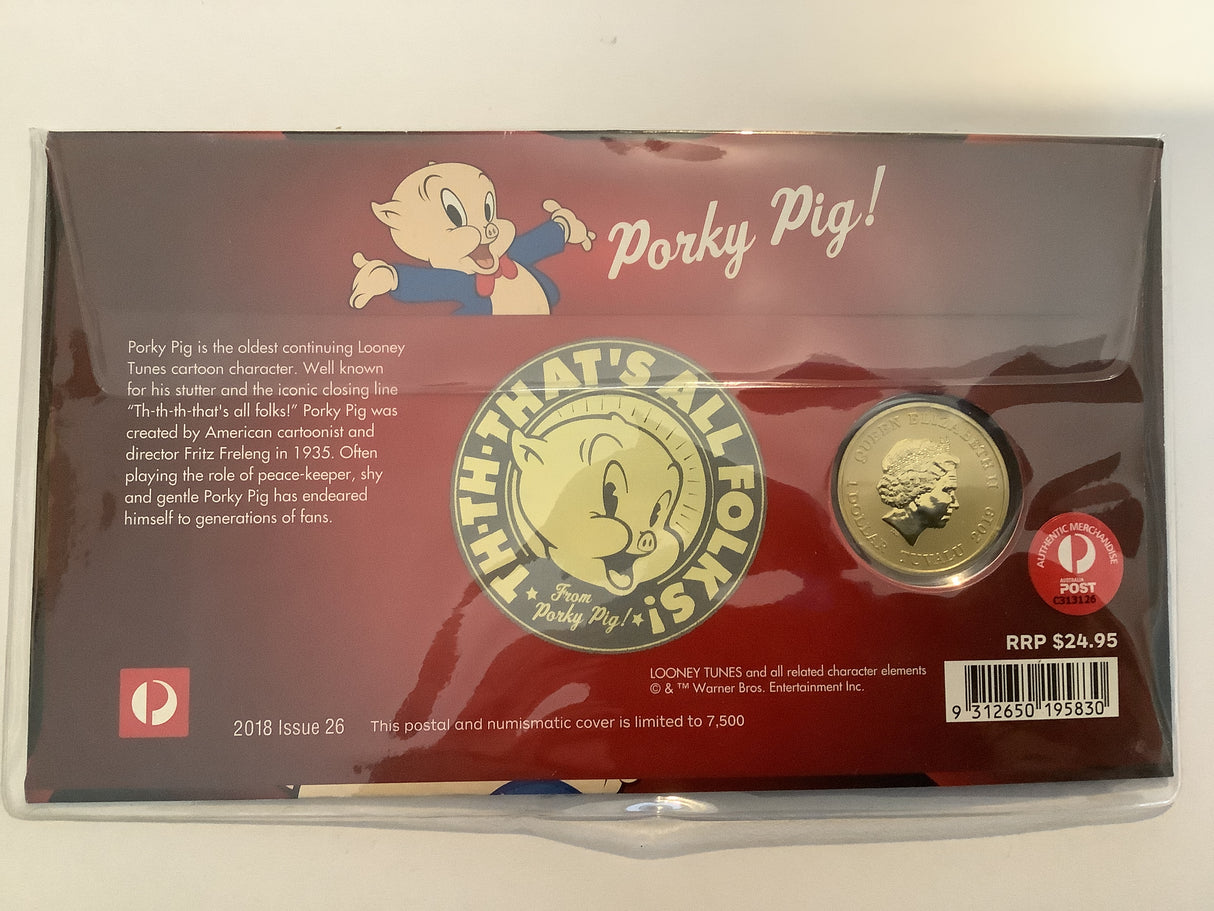 Porky Pig!
Porky Pig is the oldest continuing Looney
Tunes cartoon character. Well known
for his stutter and the iconic closing line
“Th-th-th-that's all folks!” Porky Pig was
created by American cartoonist and
director Fritz Freleng in 1935. Often
playing the role of peace-keeper, shy
and gentle Porky Pig has endeared
himself to generations of fans.
TH-TH-THAT'S ALL FOLKS!
From
Porky Pig!
QUEEN ELIZABETH II
1 DOLLAR TUVALU 2019
AUTHENTIC MERCHANDISE
AUSTRALIA
POST
C313126
RRP $24.95
LOONEY TUNES and all related character elements
© & ™ Warner Bros. Entertainment Inc.
9 312650 195830
2018 Issue 26 This postal and numismatic cover is limited to 7,500